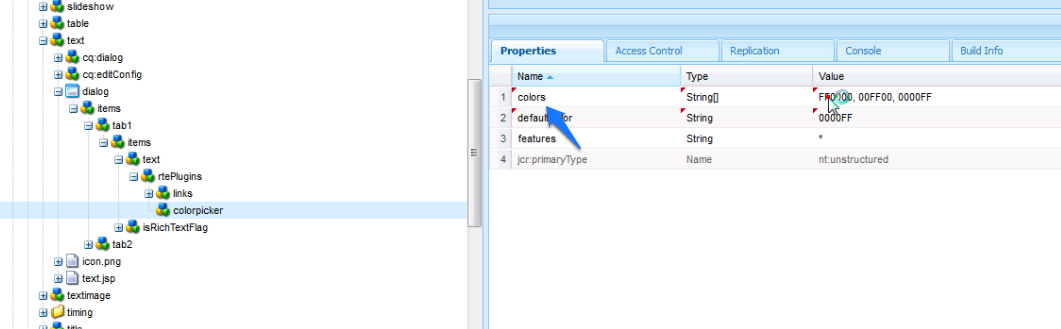 slideshow
table
text
cq:dialog
cq:editConfig
dialog
items
tab1
items
text
rtePlugins
links
colorpicker
isRichTextFlag
tab2
icon.png
text.jsp
textimage
timing
title
Properties Access Control Replication Console Build Info
Name Type Value
1 colors String[] FF0000, 00FF00, 0000FF
2 String 0000FF
3 features String *
4 jcr:primaryType Name nt:unstructured